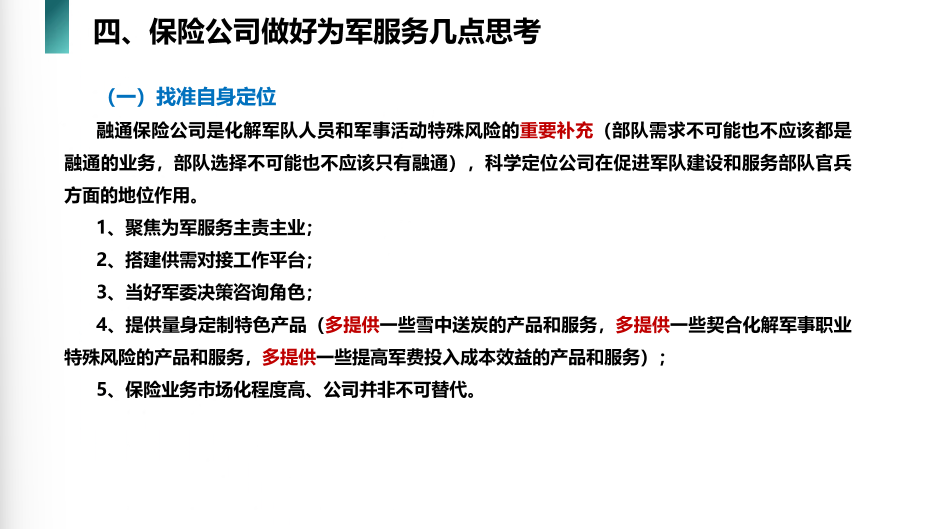 四、保险公司做好为军服务几点思考
（一）找准自身定位
融通保险公司是化解军队人员和军事活动特殊风险的重要补充（部队需求不可能也不应该都是
融通的业务，部队选择不可能也不应该只有融通），科学定位公司在促进军队建设和服务部队官兵
方面的地位作用。
1、聚焦为军服务主责主业；
2、搭建供需对接工作平台；
3、当好军委决策咨询角色；
4、提供量身定制特色产品（多提供一些雪中送炭的产品和服务，多提供一些契合化解军事职业
特殊风险的产品和服务，多提供一些提高军费投入成本效益的产品和服务）；
5、保险业务市场化程度高、公司并非不可替代。